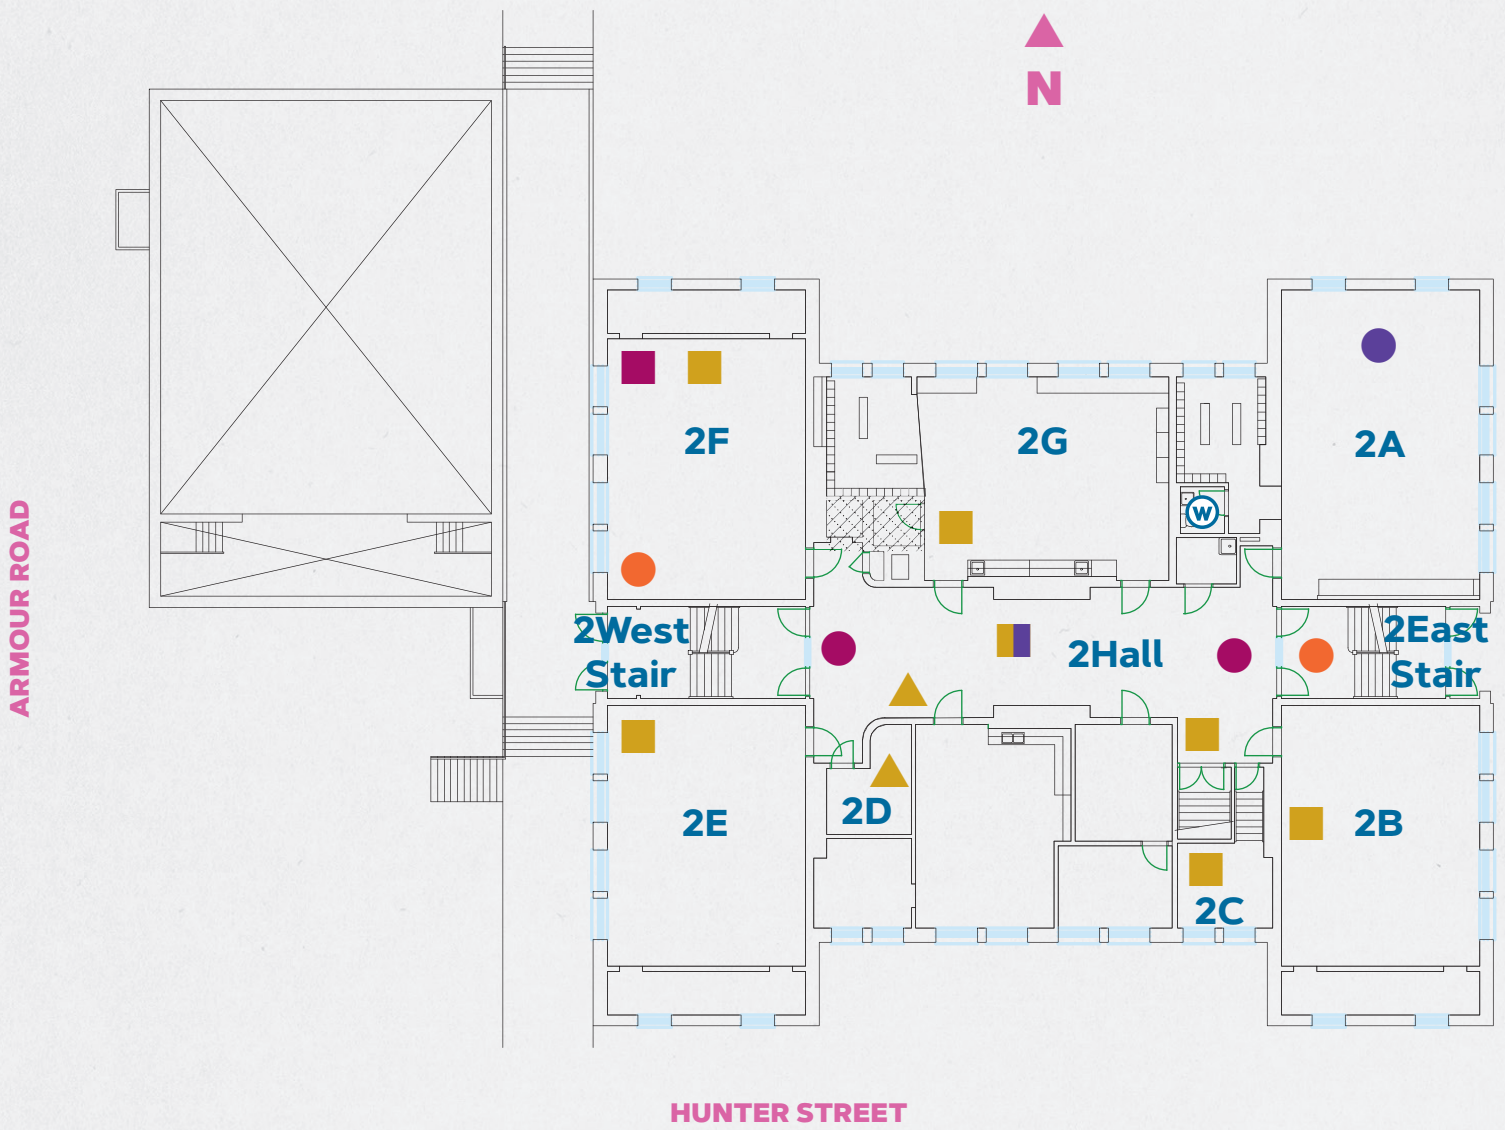 N
2F
2G
2A
W
ARMOUR ROAD
2West
Stair
2Hall
2East
Stair
2E
2D
2B
2C
HUNTER STREET